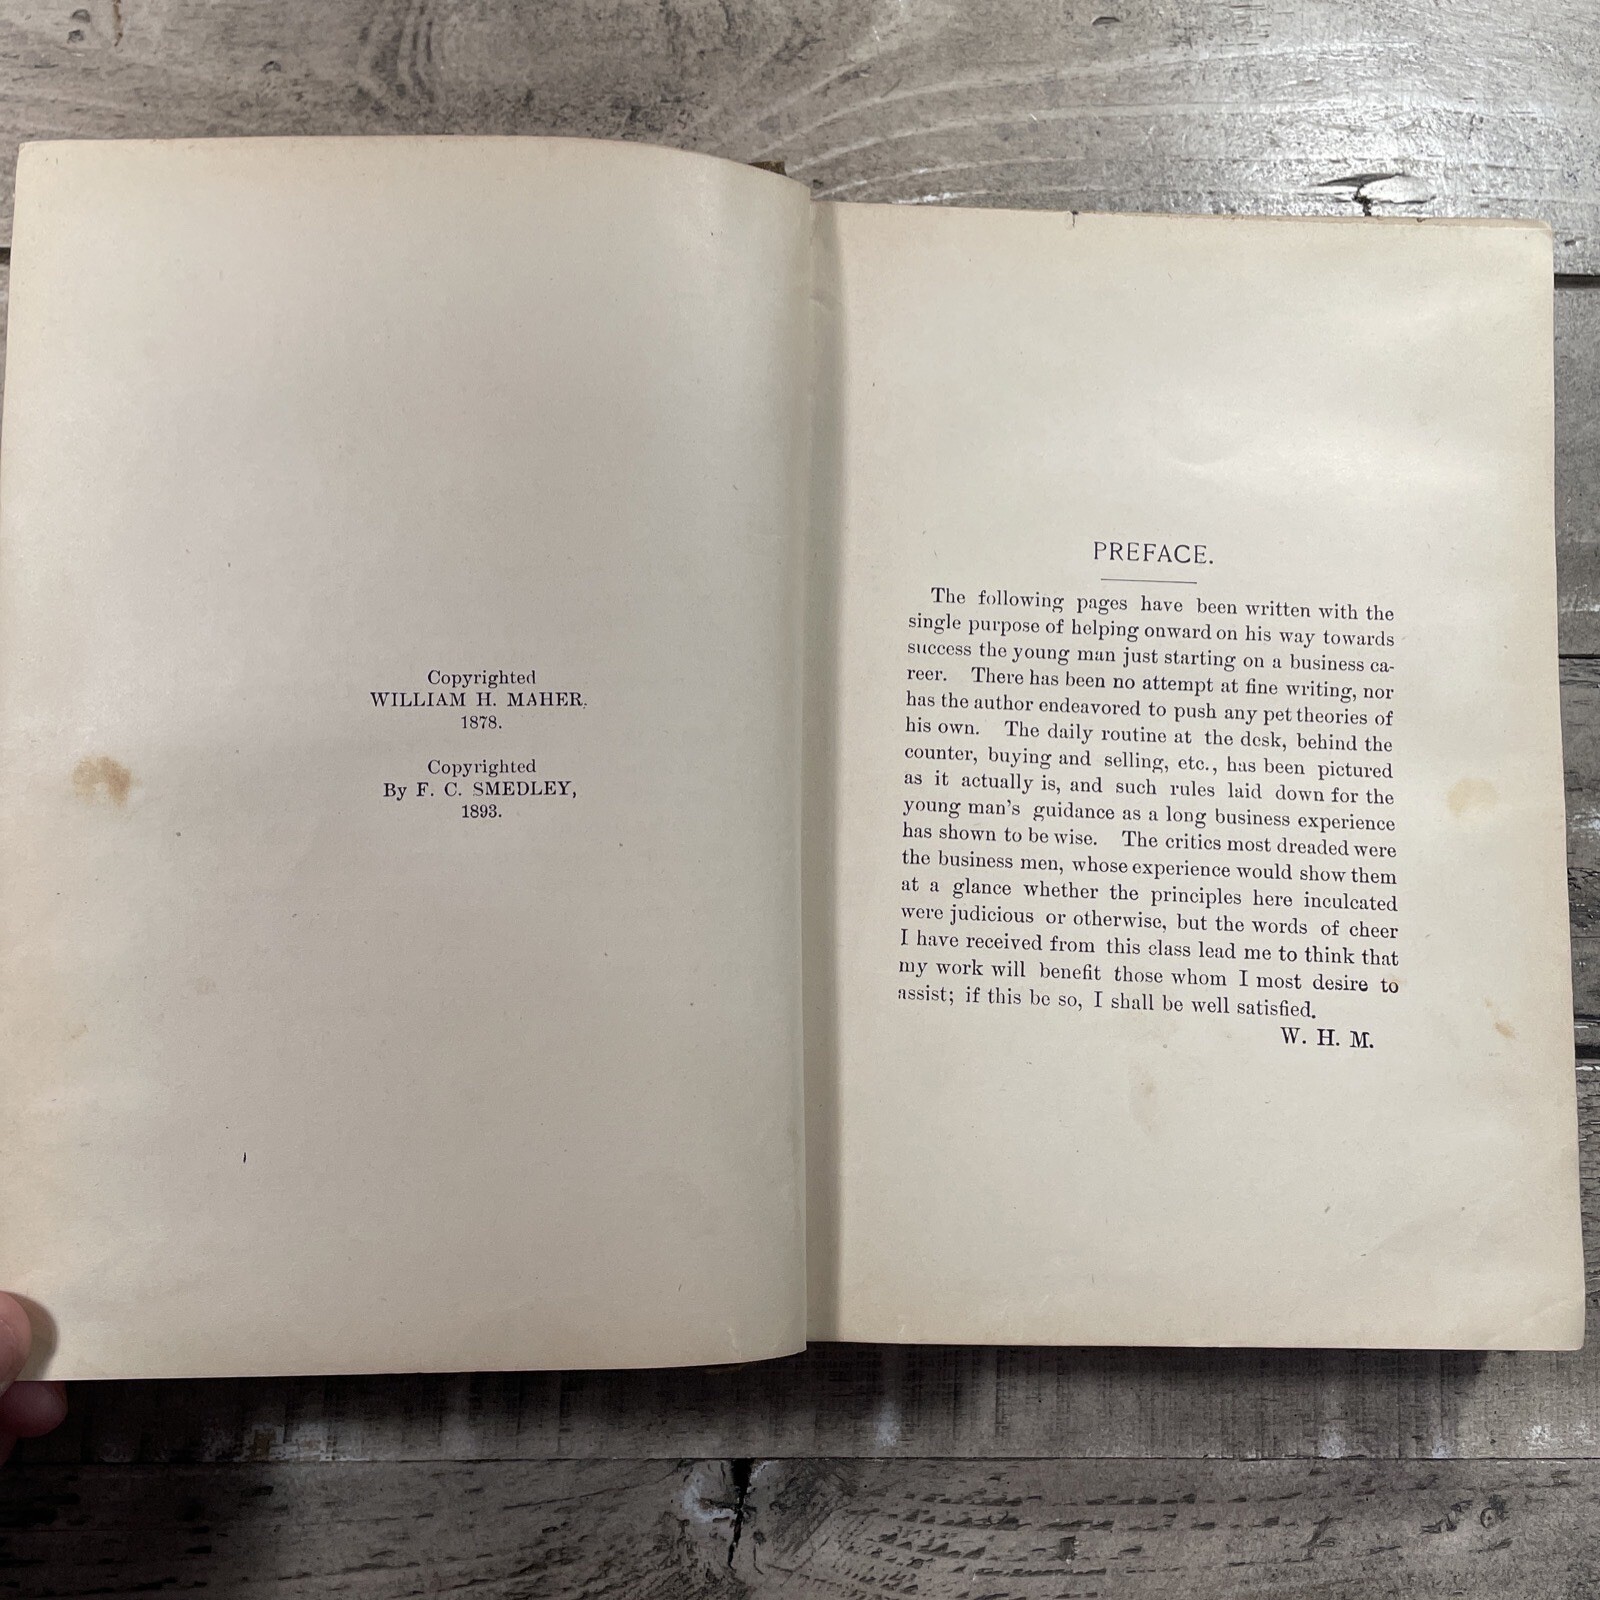 Copyrighted
WILLIAM H. MAHER.
1878.
Copyrighted
By F. C. SMEDLEY,
1893.
PREFACE.
The following pages have been written with the
single purpose of helping onward on his way towards
success the young man just starting on a business ca-
reer. There has been no attempt at fine writing, nor
has the author endeavored to push any pet theories of
his own. The daily routine at the desk, behind the
counter, buying and selling, etc., has been pictured
as it actually is, and such rules laid down for the
young man's guidance as a long business experience
has shown to be wise. The critics most dreaded were
the business men, whose experience would show them
at a glance whether the principles here inculcated
were judicious or otherwise, but the words of cheer
I have received from this class lead me to think that
my work will benefit those whom I most desire to
assist; if this be so, I shall be well satisfied.
W. H. M.